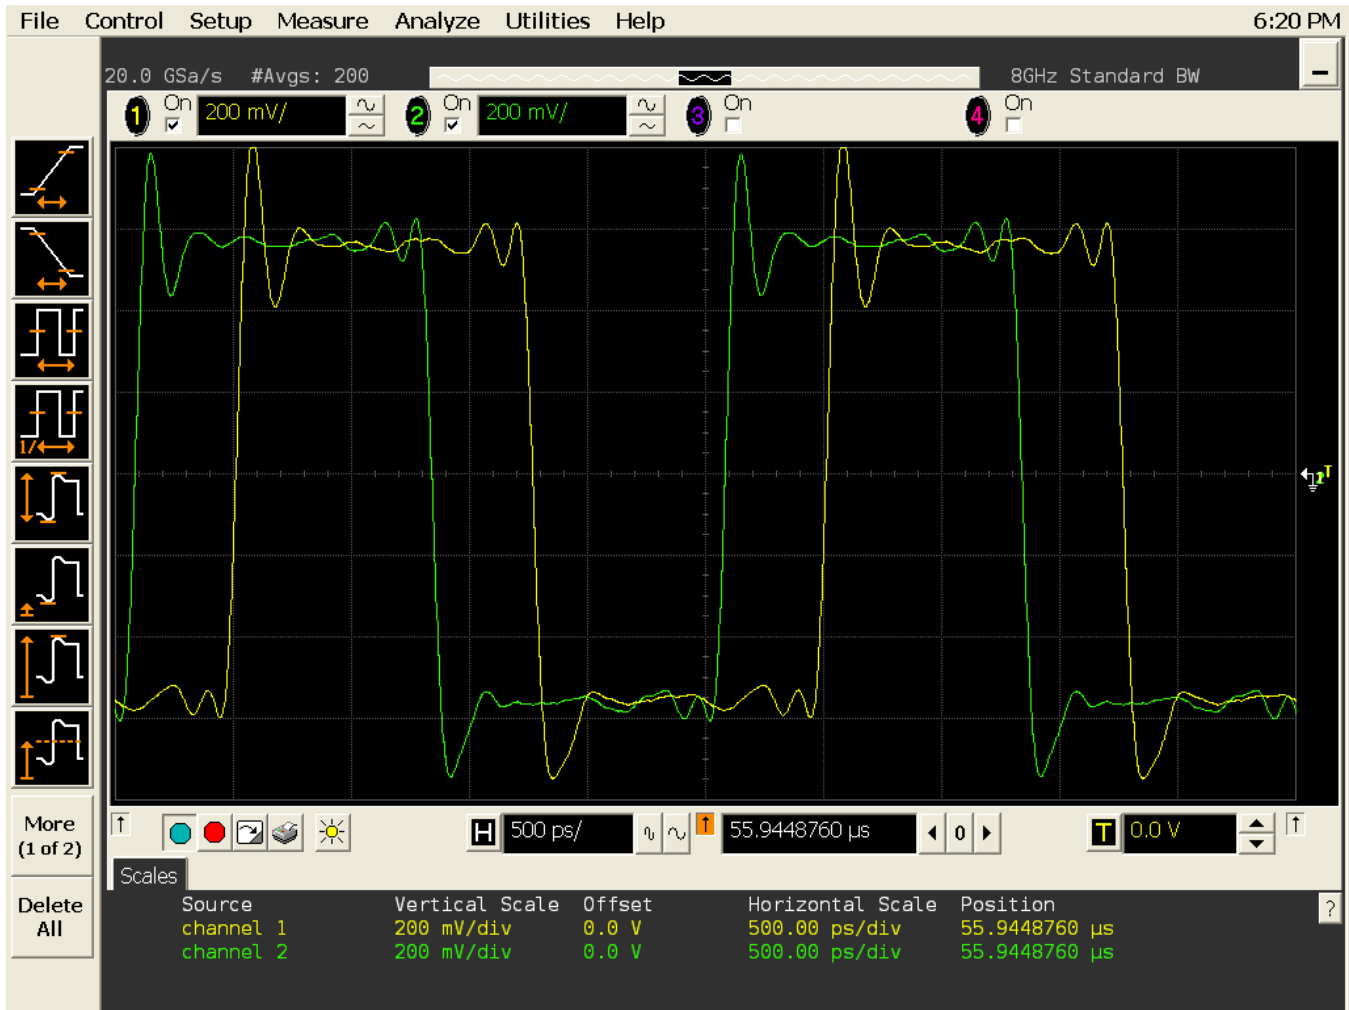 File Control Setup Measure Analyze Utilities Help 6:20 PM
20.0 GSa/s #Avgs: 200 8GHz Standard BW
1 On 200 mV/ 2 On 200 mV/ 3 On 4 On
1/
T
More
(1 of 2)
Delete
All
H 500 ps/ 55.9448760 µs 0 T 0.0 V
Scales
Source Vertical Scale Offset Horizontal Scale Position ?
channel 1 200 mV/div 0.0 V 500.00 ps/div 55.9448760 µs
channel 2 200 mV/div 0.0 V 500.00 ps/div 55.9448760 µs